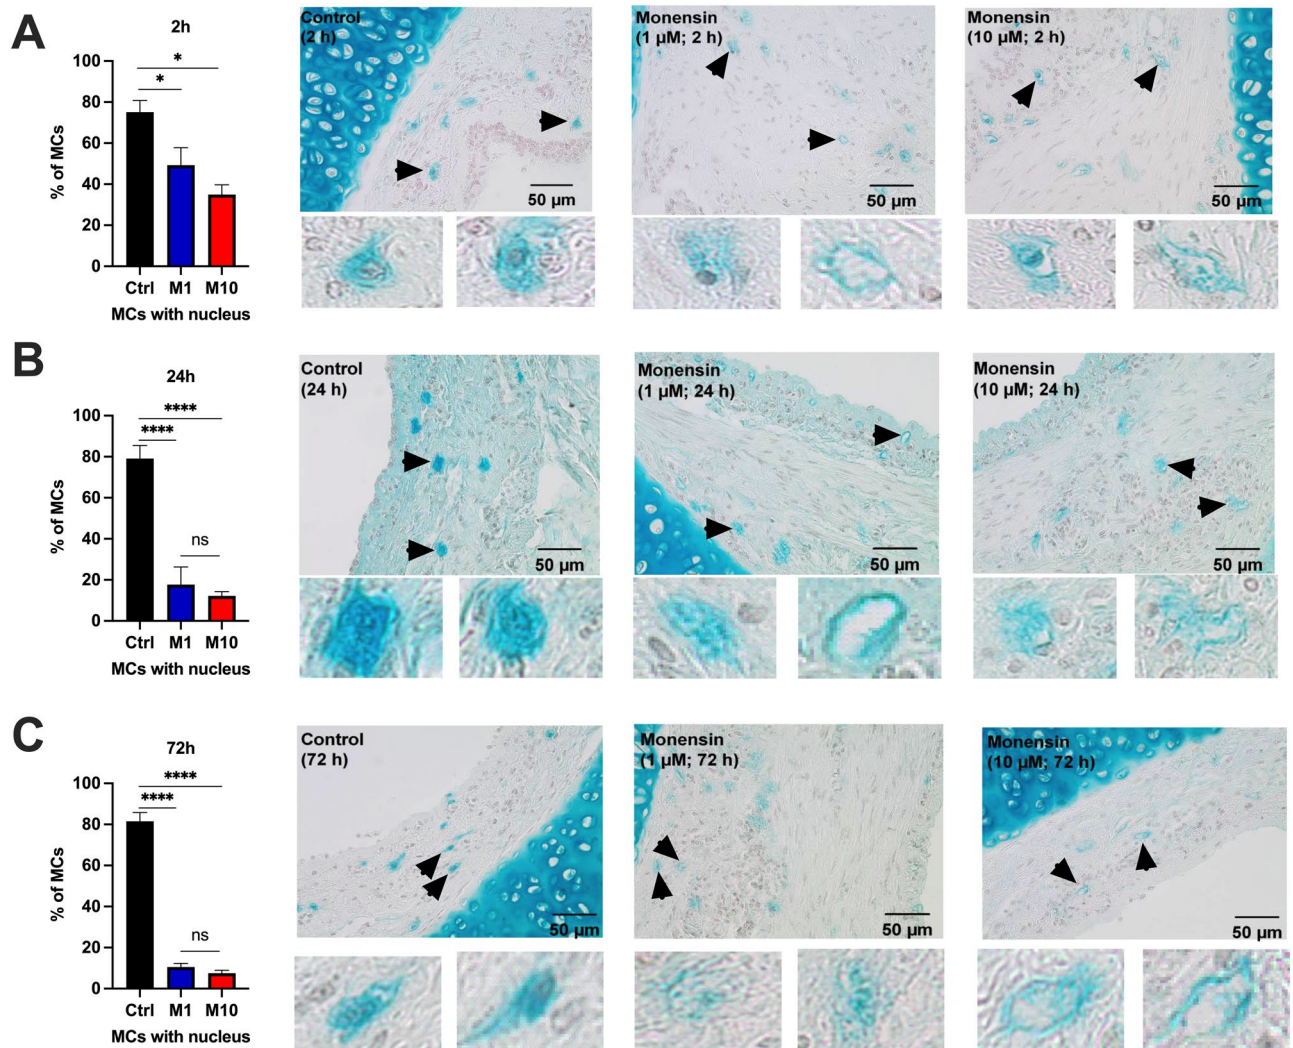 A
2h
*
*
100
80
60
40
20
0
% of MCs
Ctrl M1 M10
MCs with nucleus
Control
(2 h)
50 µm
Monensin
(1 µM; 2 h)
50 µm
Monensin
(10 µM; 2 h)
50 µm
B
24h
****
****
ns
100
80
60
40
20
0
% of MCs
Ctrl M1 M10
MCs with nucleus
Control
(24 h)
50 µm
Monensin
(1 µM; 24 h)
50 µm
Monensin
(10 µM; 24 h)
50 µm
C
72h
****
****
ns
100
80
60
40
20
0
% of MCs
Ctrl M1 M10
MCs with nucleus
Control
(72 h)
50 µm
Monensin
(1 µM; 72 h)
50 µm
Monensin
(10 µM; 72 h)
50 µm